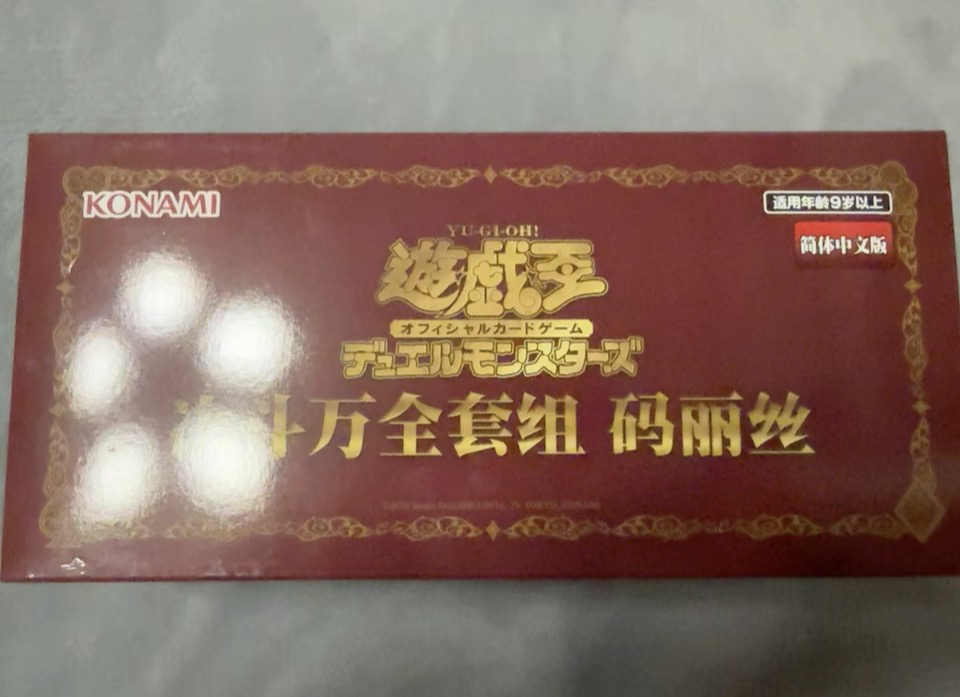 KONAMI
适用年龄9岁以上
简体中文版
YU-GI-OH!
遊戯王
オフィシャルカードゲーム
デュエルモンスターズ
斗万全套组 码丽丝